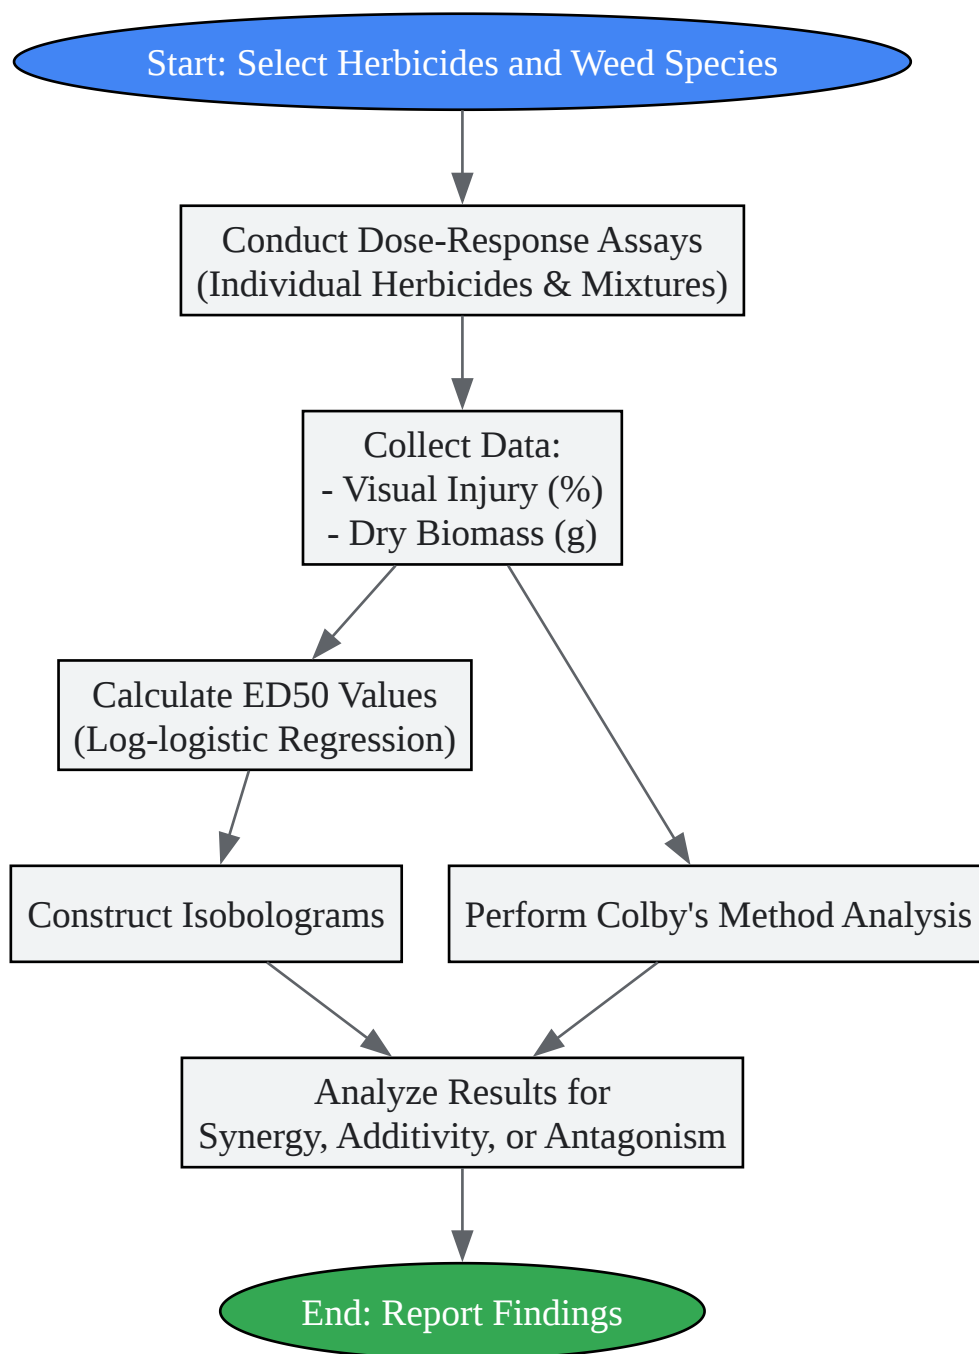 Start: Select Herbicides and Weed Species
Conduct Dose-Response Assays
(Individual Herbicides & Mixtures)
Collect Data:
- Visual Injury (%)
- Dry Biomass (g)
Calculate ED50 Values
(Log-logistic Regression)
Construct Isobolograms
Perform Colby's Method Analysis
Analyze Results for
Synergy, Additivity, or Antagonism
End: Report Findings